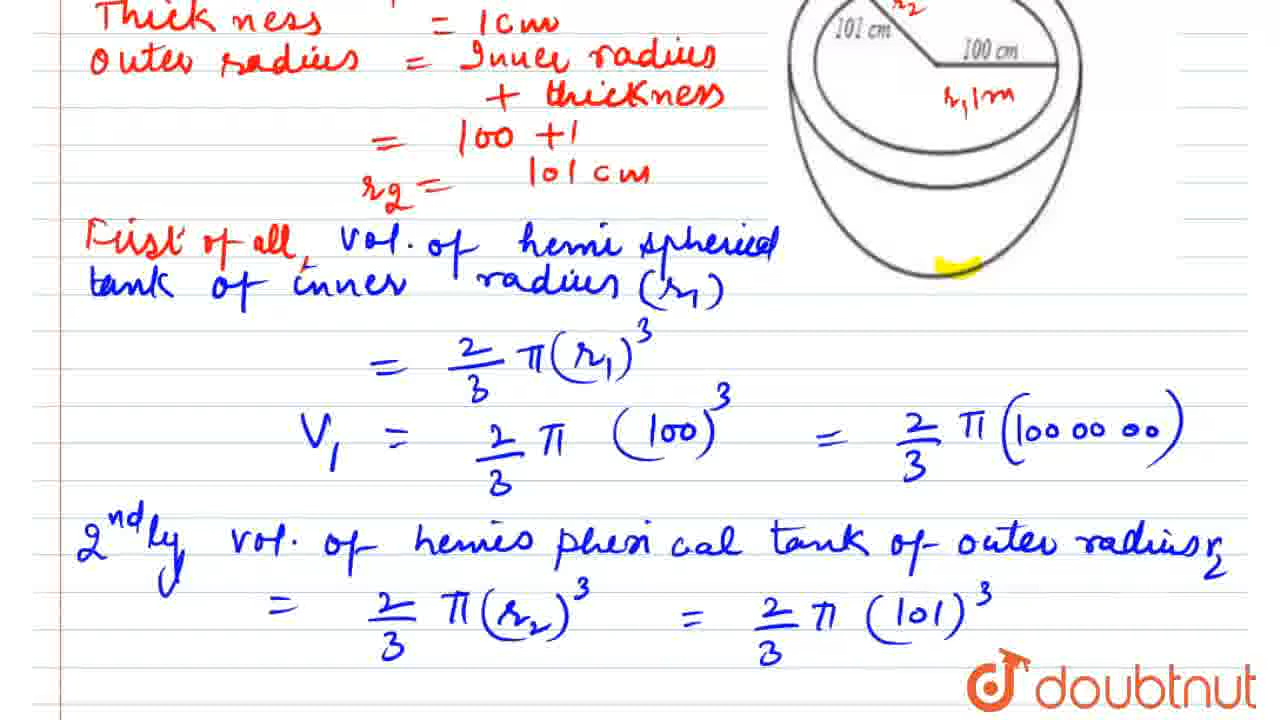 Thickness = 1cm
Outer radius = Inner radius
+ thickness
= 100 + 1
r2 = 101 cm
r2
101 cm
100 cm
r1 1m
First of all, vol. of hemi spherical
tank of inner radius (r1)
= 2/3 π(r1)^3
V1 = 2/3 π (100)^3 = 2/3 π (100 00 00)
2ndly vol. of hemispherical tank of outer radius r2
= 2/3 π(r2)^3 = 2/3 π (101)^3
doubtnut